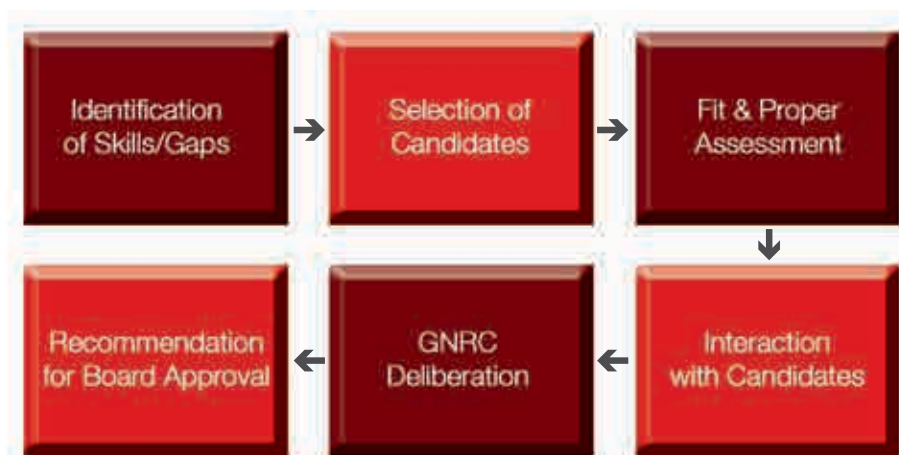 Identification
of Skills/Gaps
Selection of
Candidates
Fit & Proper
Assessment
Interaction
with Candidates
GNRC
Deliberation
Recommendation
for Board Approval